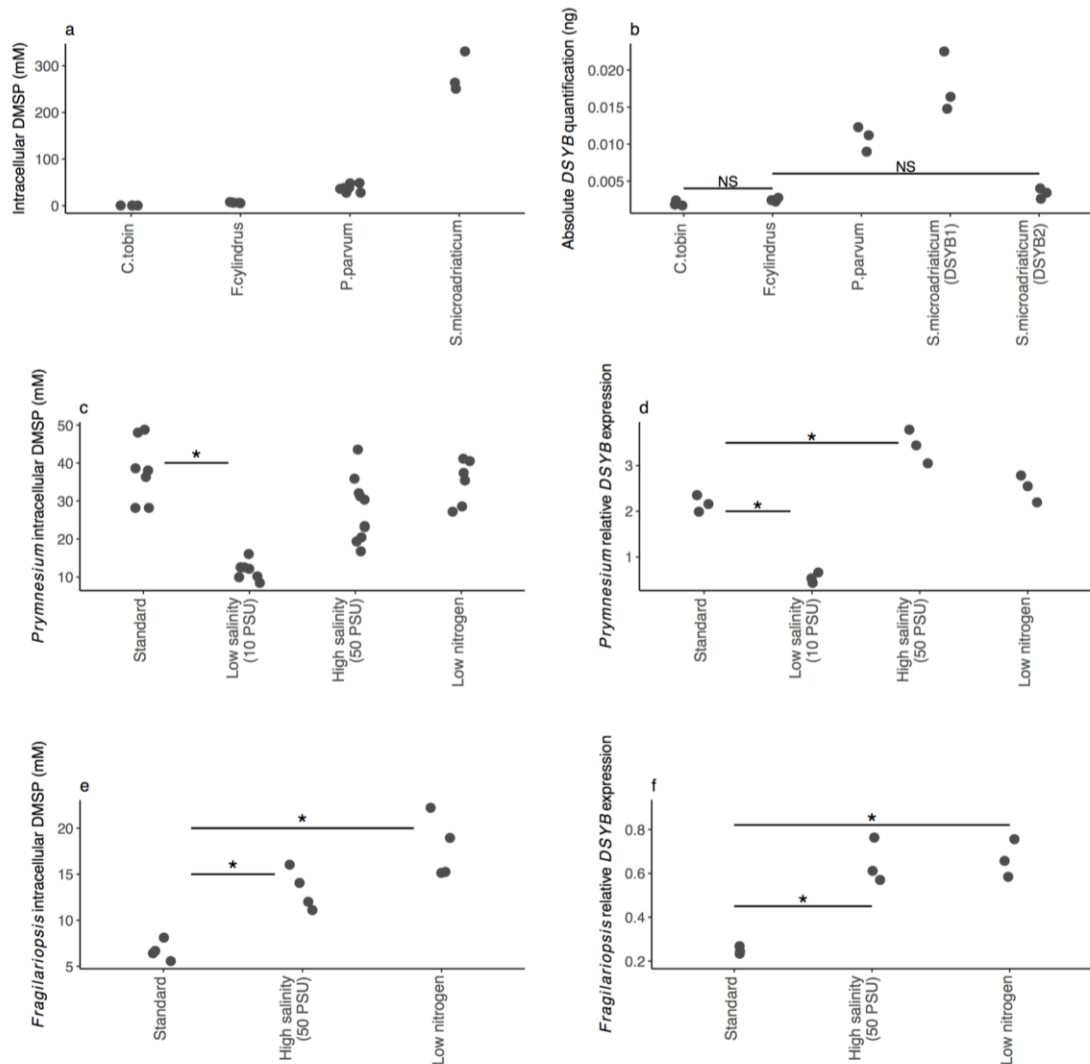 a
Intracellular DMSP (mM)
300
200
100
0
C.tobin
F.cylindrus
P.parvum
S.microadriaticum
b
Absolute DSYB quantification (ng)
0.020
0.015
0.010
0.005
NS
NS
C.tobin
F.cylindrus
P.parvum
S.microadriaticum
(DSYB1)
S.microadriaticum
(DSYB2)
c
Prymnesium intracellular DMSP (mM)
50
40
30
20
10
*
Standard
Low salinity
(10 PSU)
High salinity
(50 PSU)
Low nitrogen
d
Prymnesium relative DSYB expression
3
2
1
*
*
Standard
Low salinity
(10 PSU)
High salinity
(50 PSU)
Low nitrogen
e
Fragilariopsis intracellular DMSP (mM)
20
15
10
5
*
*
Standard
High salinity
(50 PSU)
Low nitrogen
f
Fragilariopsis relative DSYB expression
0.8
0.6
0.4
0.2
*
*
Standard
High salinity
(50 PSU)
Low nitrogen